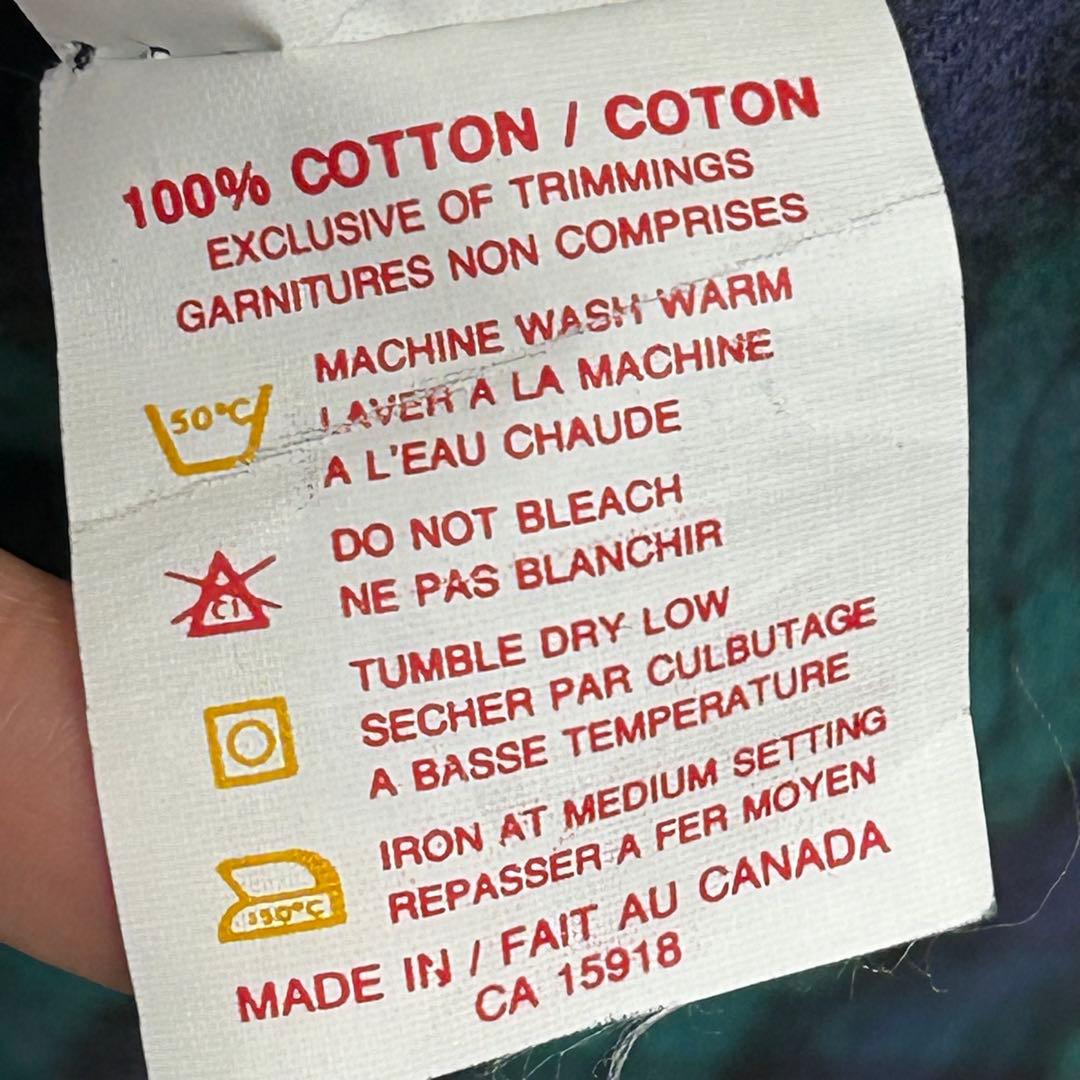 100% COTTON / COTON
EXCLUSIVE OF TRIMMINGS
GARNITURES NON COMPRISES
MACHINE WASH WARM
50°C
LAVER A LA MACHINE
A L'EAU CHAUDE
DO NOT BLEACH
Cl
NE PAS BLANCHIR
TUMBLE DRY LOW
SECHER PAR CULBUTAGE
A BASSE TEMPERATURE
IRON AT MEDIUM SETTING
REPASSER A FER MOYEN
MADE IN / FAIT AU CANADA
CA 15918